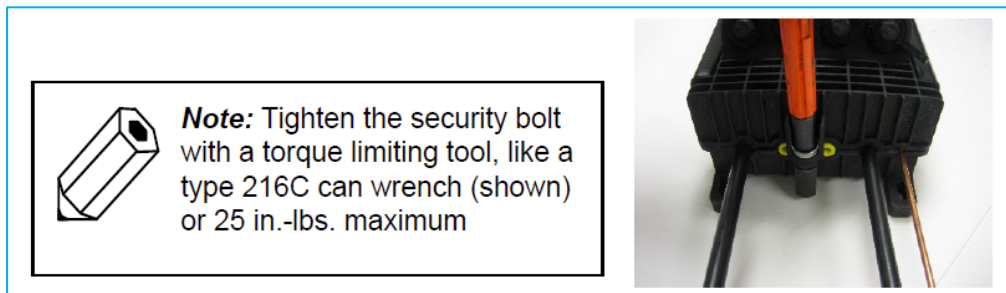 Note: Tighten the security bolt
with a torque limiting tool, like a
type 216C can wrench (shown)
or 25 in.-lbs. maximum